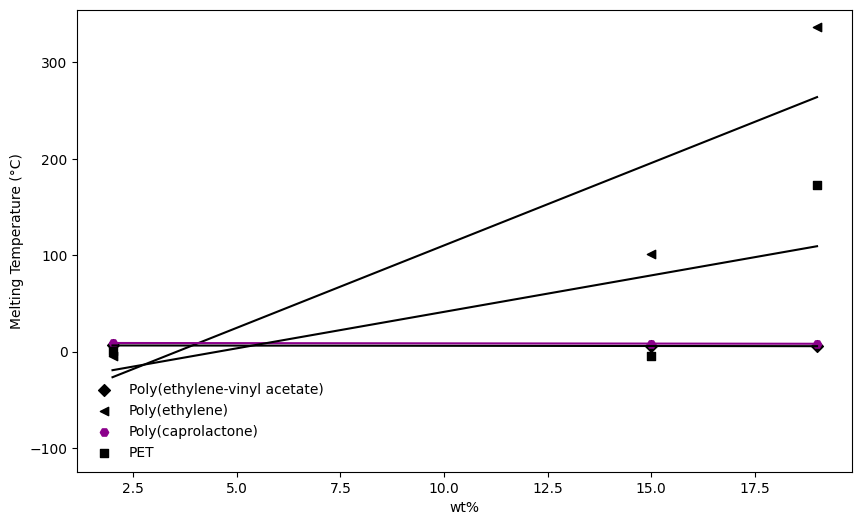 300
200
100
0
−100
Melting Temperature (°C)
Poly(ethylene-vinyl acetate)
Poly(ethylene)
Poly(caprolactone)
PET
2.5 5.0 7.5 10.0 12.5 15.0 17.5
wt%